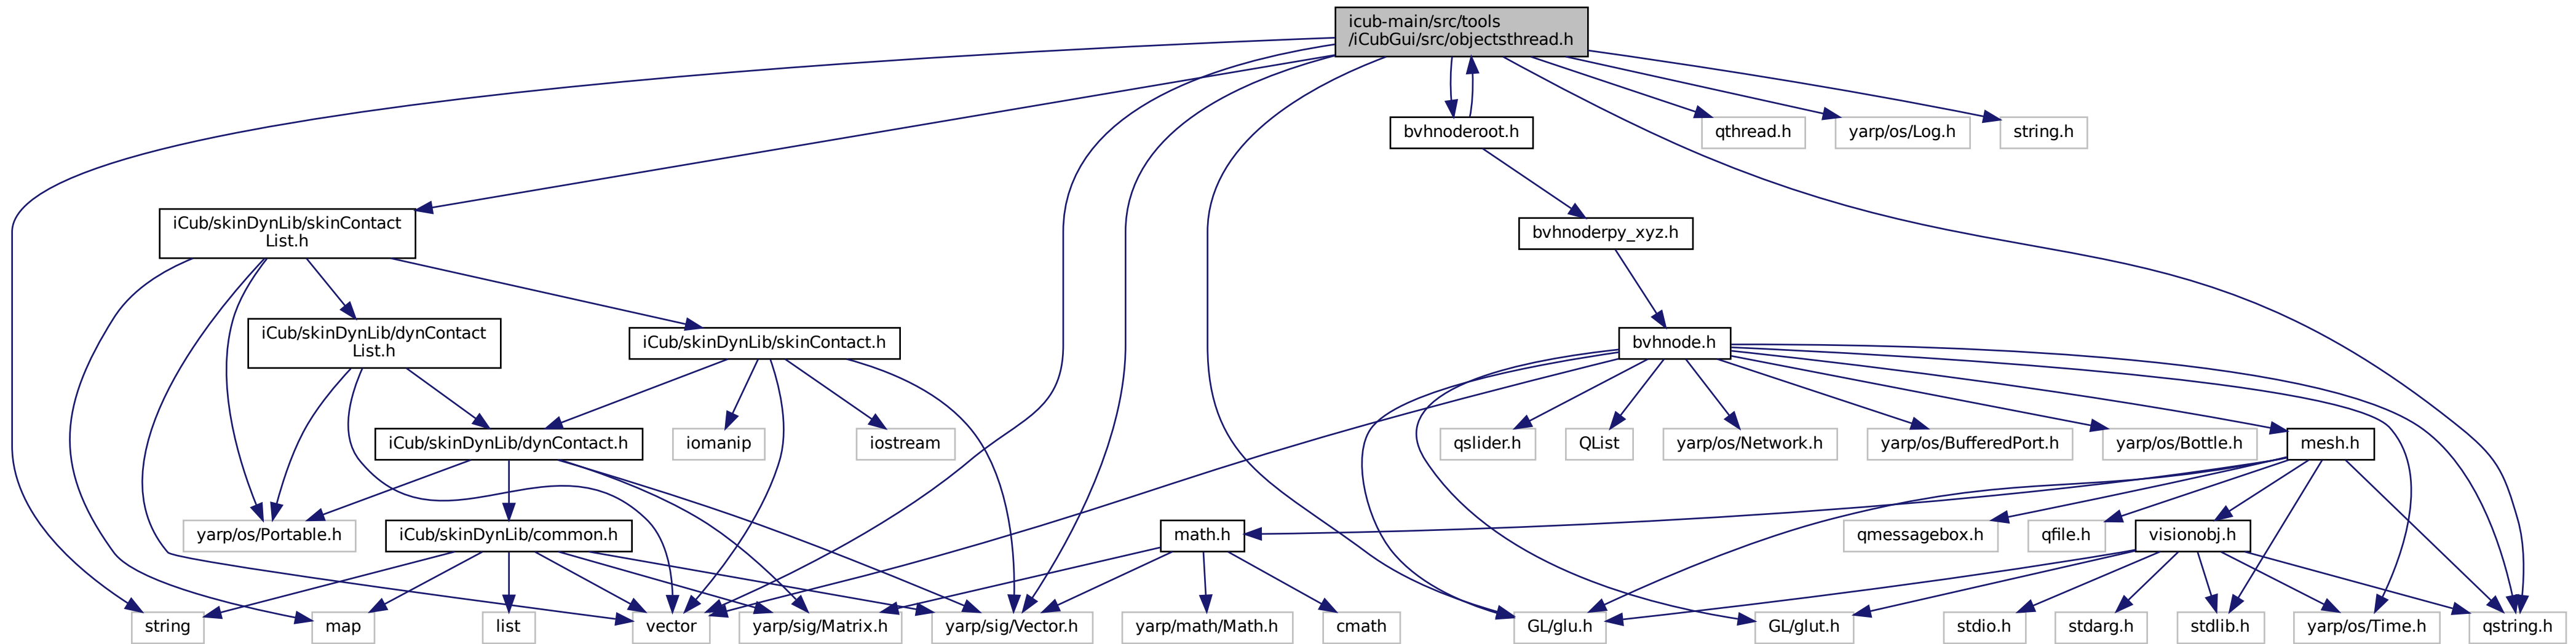 icub-main/src/tools
/iCubGui/src/objectsthread.h
bvhnoderoot.h
qthread.h
yarp/os/Log.h
string.h
iCub/skinDynLib/skinContact
List.h
bvhnoderpy_xyz.h
iCub/skinDynLib/dynContact
List.h
iCub/skinDynLib/skinContact.h
bvhnode.h
iCub/skinDynLib/dynContact.h
iomanip
iostream
qslider.h
QList
yarp/os/Network.h
yarp/os/BufferedPort.h
yarp/os/Bottle.h
mesh.h
yarp/os/Portable.h
iCub/skinDynLib/common.h
math.h
qmessagebox.h
qfile.h
visionobj.h
string
map
list
vector
yarp/sig/Matrix.h
yarp/sig/Vector.h
yarp/math/Math.h
cmath
GL/glu.h
GL/glut.h
stdio.h
stdarg.h
stdlib.h
yarp/os/Time.h
qstring.h